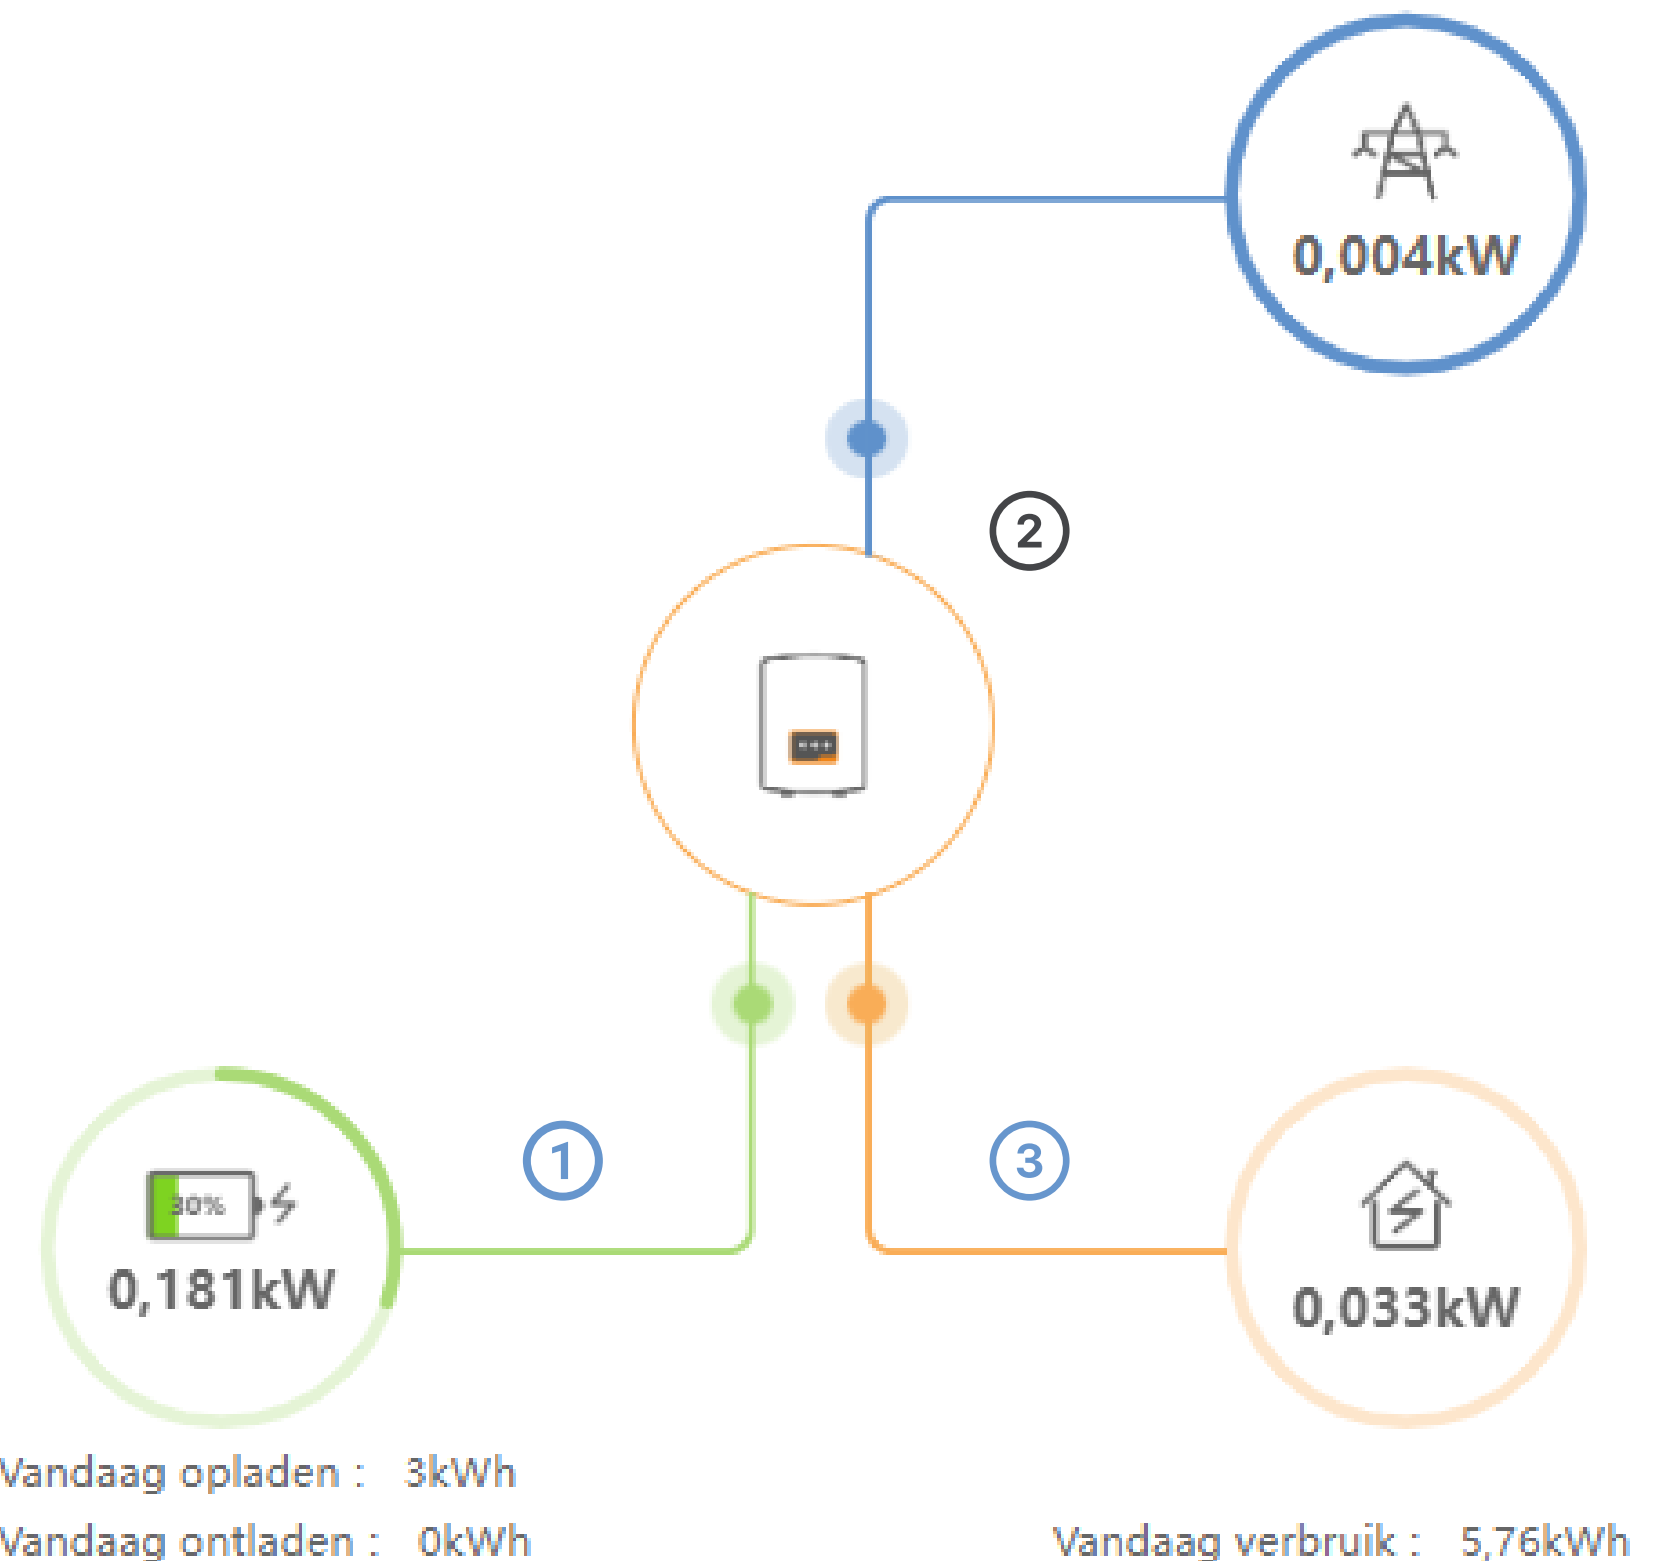 0,004kW
2
1
3
30%
0,181kW
0,033kW
Vandaag opladen : 3kWh
Vandaag ontladen : 0kWh
Vandaag verbruik : 5,76kWh